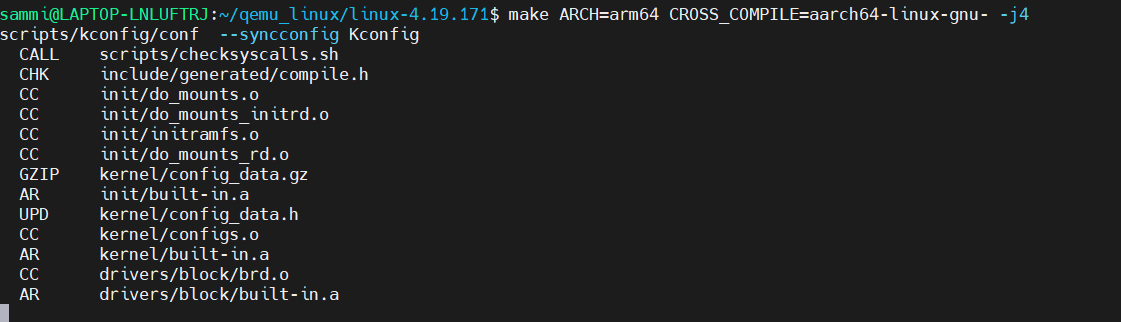 sammi@LAPTOP-LNLUFTRJ:~/qemu_linux/linux-4.19.171$ make ARCH=arm64 CROSS_COMPILE=aarch64-linux-gnu- -j4
scripts/kconfig/conf  --syncconfig Kconfig
  CALL    scripts/checksyscalls.sh
  CHK     include/generated/compile.h
  CC      init/do_mounts.o
  CC      init/do_mounts_initrd.o
  CC      init/initramfs.o
  CC      init/do_mounts_rd.o
  GZIP    kernel/config_data.gz
  AR      init/built-in.a
  UPD     kernel/config_data.h
  CC      kernel/configs.o
  AR      kernel/built-in.a
  CC      drivers/block/brd.o
  AR      drivers/block/built-in.a